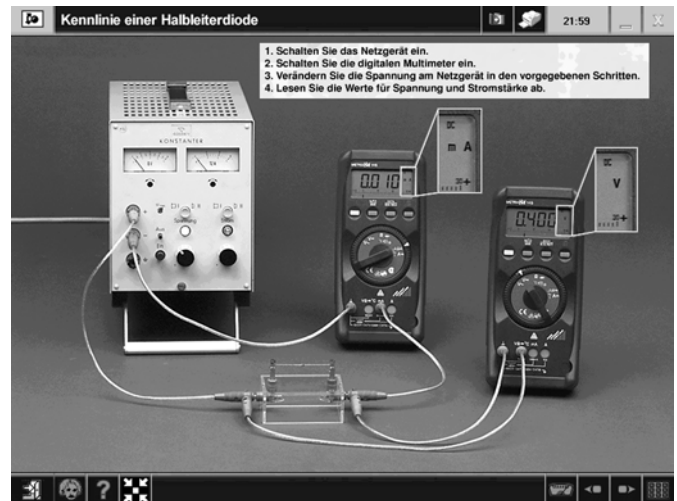 Kennlinie einer Halbleiterdiode
21:59
1. Schalten Sie das Netzgerät ein.
2. Schalten Sie die digitalen Multimeter ein.
3. Verändern Sie die Spannung am Netzgerät in den vorgegebenen Schritten.
4. Lesen Sie die Werte für Spannung und Stromstärke ab.
KONSTANTER
DC
m A
0.010
DC
V
0.400
?